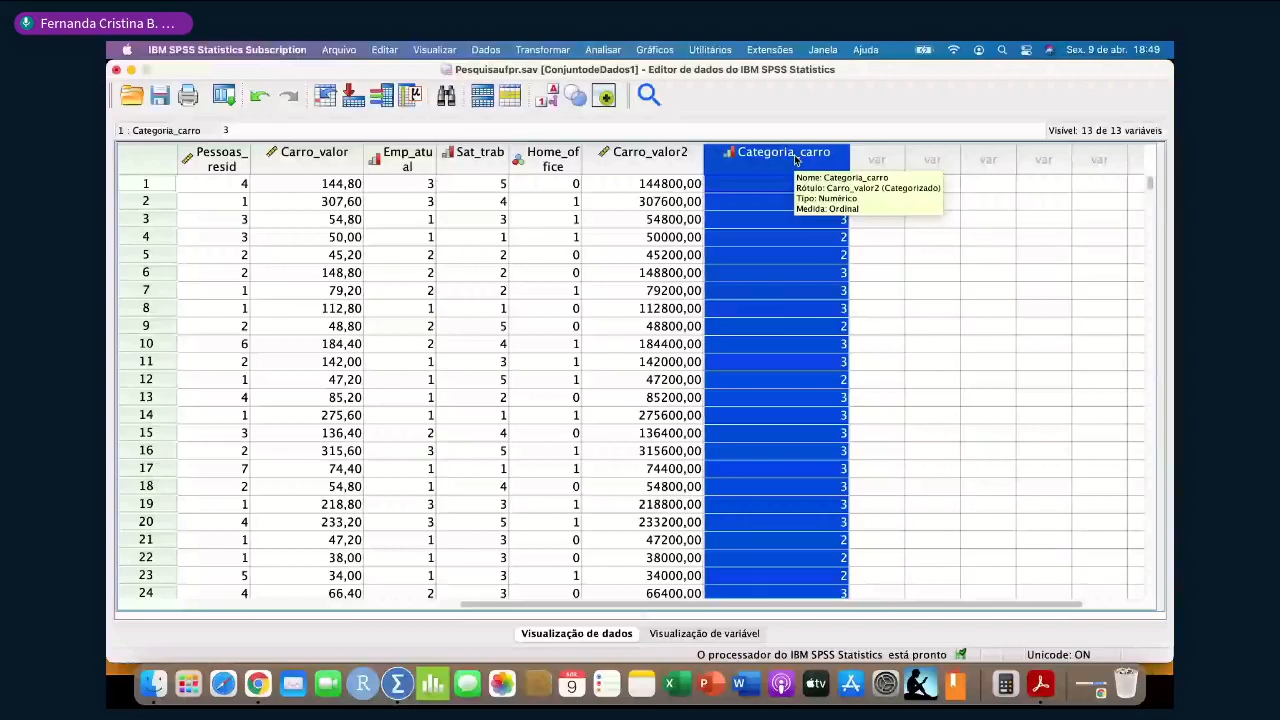 Fernanda Cristina B. ...
IBM SPSS Statistics Subscription Arquivo Editar Visualizar Dados Transformar Analisar Gráficos Utilitários Extensões Janela Ajuda Sex. 9 de abr. 18:49
Pesquisaufpr.sav [ConjuntodeDados1] - Editor de dados do IBM SPSS Statistics
1 : Categoria_carro 3 Visível: 13 de 13 variáveis
Pessoas_resid Carro_valor Emp_atual Sat_trab Home_office Carro_valor2 Categoria_carro var var var var var
Nome: Categoria_carro
Rótulo: Carro_valor2 (Categorizado)
Tipo: Numérico
Medida: Ordinal
1 4 144,80 3 5 0 144800,00
2 1 307,60 3 4 1 307600,00
3 3 54,80 1 3 1 54800,00 3
4 3 50,00 1 1 1 50000,00 2
5 2 45,20 1 2 0 45200,00 2
6 2 148,80 2 2 0 148800,00 3
7 1 79,20 2 2 1 79200,00 3
8 1 112,80 1 1 0 112800,00 3
9 2 48,80 2 5 0 48800,00 2
10 6 184,40 2 4 1 184400,00 3
11 2 142,00 1 3 1 142000,00 3
12 1 47,20 1 5 1 47200,00 2
13 4 85,20 1 2 0 85200,00 3
14 1 275,60 1 1 1 275600,00 3
15 3 136,40 2 4 0 136400,00 3
16 2 315,60 3 5 1 315600,00 3
17 7 74,40 1 1 1 74400,00 3
18 2 54,80 1 4 0 54800,00 3
19 1 218,80 3 3 1 218800,00 3
20 4 233,20 3 5 1 233200,00 3
21 1 47,20 1 3 0 47200,00 2
22 1 38,00 1 3 0 38000,00 2
23 5 34,00 1 3 1 34000,00 2
24 4 66,40 2 3 0 66400,00 3
Visualização de dados Visualização de variável
O processador do IBM SPSS Statistics está pronto Unicode: ON
ABR
9